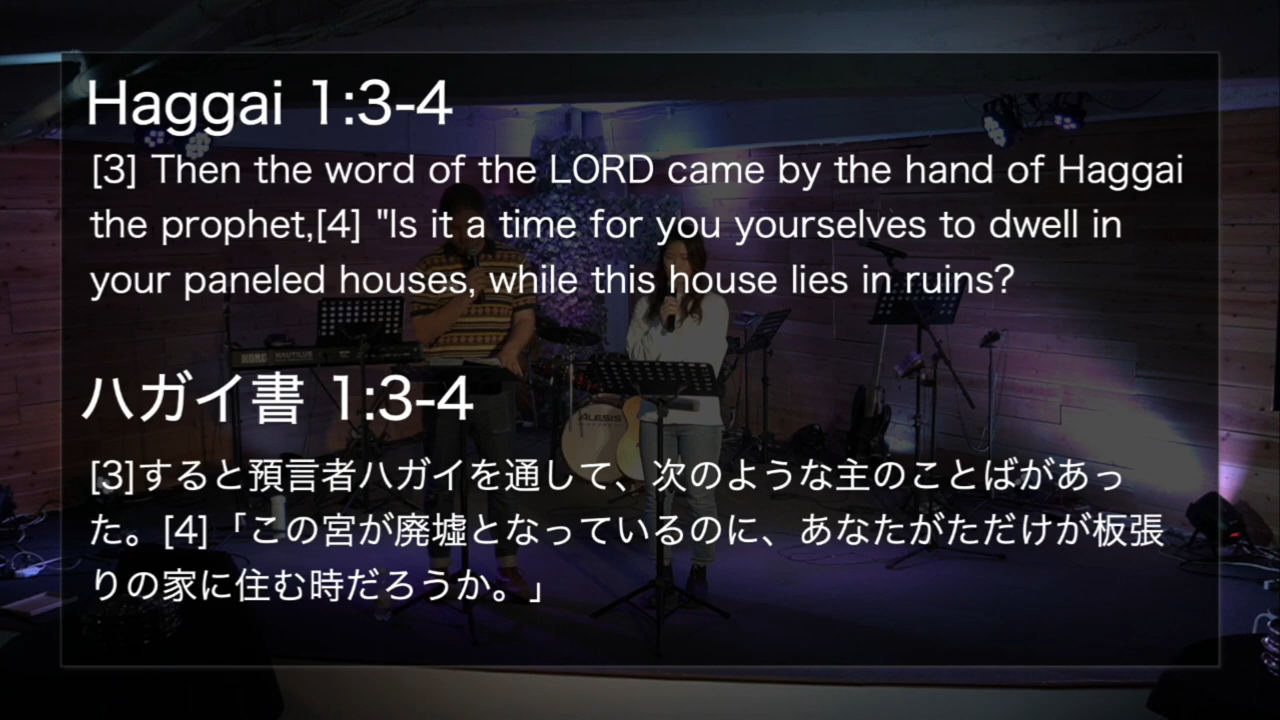 Haggai 1:3-4
[3] Then the word of the LORD came by the hand of Haggai
the prophet,[4] "Is it a time for you yourselves to dwell in
your paneled houses, while this house lies in ruins?
ハガイ書 1:3-4
[3]すると預言者ハガイを通して、次のような主のことばがあっ
た。[4]「この宮が廃墟となっているのに、あなたがただけが板張
りの家に住む時だろうか。」
KORG NAUTILUS
ALESIS